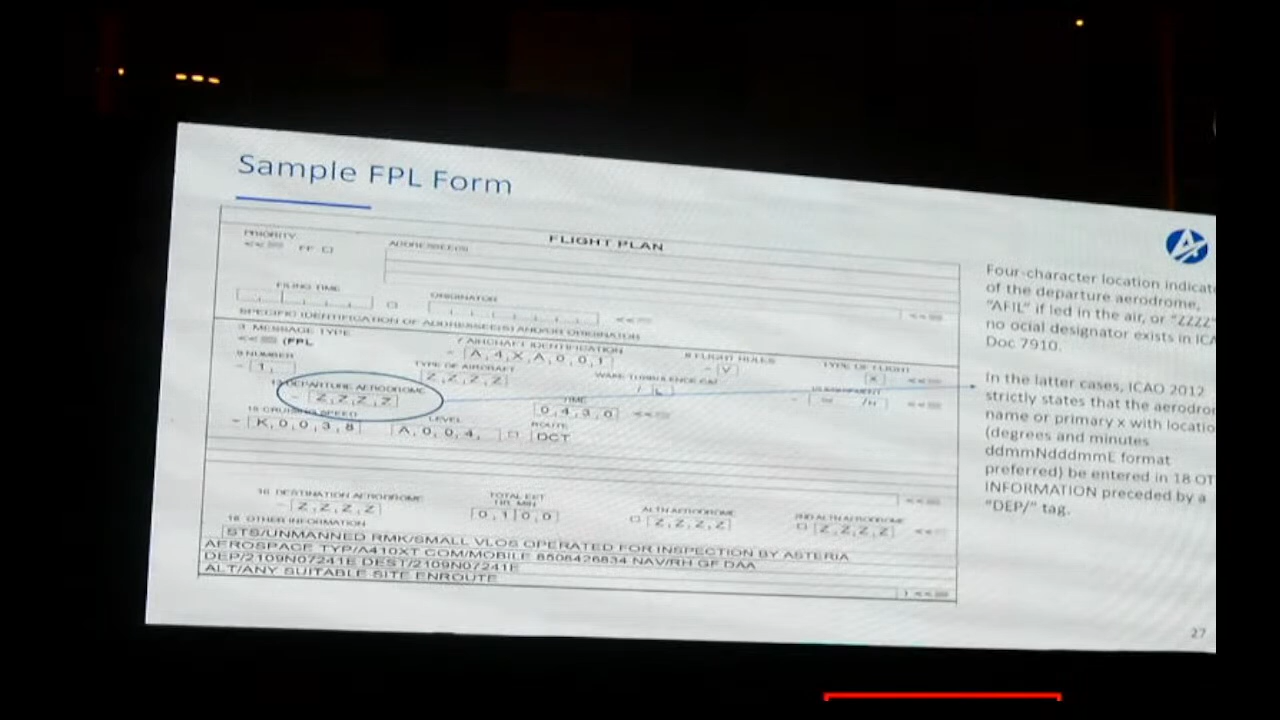 Sample FPL Form
FLIGHT PLAN
PRIORITY
ADDRESSEE(S)
<<≡ FF
FILING TIME
ORIGINATOR
<<≡
SPECIFIC IDENTIFICATION OF ADDRESSEE(S) AND/OR ORIGINATOR
3 MESSAGE TYPE
7 AIRCRAFT IDENTIFICATION
8 FLIGHT RULES
TYPE OF FLIGHT
<<≡ (FPL
- A,4,X,A,0,0,1
- V
X <<≡
9 NUMBER
TYPE OF AIRCRAFT
WAKE TURBULENCE CAT
- 1,
Z,Z,Z,Z
/ L
/N <<≡
DEPARTURE AERODROME
TIME
- Z,Z,Z,Z
0,4,3,0 <<≡
15 CRUISING SPEED
LEVEL
ROUTE
- K,0,0,3,8
A,0,0,4,
DCT
<<≡
16 DESTINATION AERODROME
TOTAL EET
HR. MIN
ALTN AERODROME
2ND ALTN AERODROME
- Z,Z,Z,Z
0,1,0,0
Z,Z,Z,Z
Z,Z,Z,Z <<≡
18 OTHER INFORMATION
STS/UNMANNED RMK/SMALL VLOS OPERATED FOR INSPECTION BY ASTERIA
AEROSPACE TYP/A410XT COM/MOBILE 8506426834 NAV/RH GF DAA
DEP/2109N07241E DEST/2109N07241E
ALT/ANY SUITABLE SITE ENROUTE
) <<≡
Four-character location indicat
of the departure aerodrome,
"AFIL" if led in the air, or "ZZZZ"
no ocial designator exists in ICA
Doc 7910.
In the latter cases, ICAO 2012
strictly states that the aerodro
name or primary x with locatio
(degrees and minutes
ddmmNdddmmE format
preferred) be entered in 18 OT
INFORMATION preceded by a
"DEP/" tag.
27